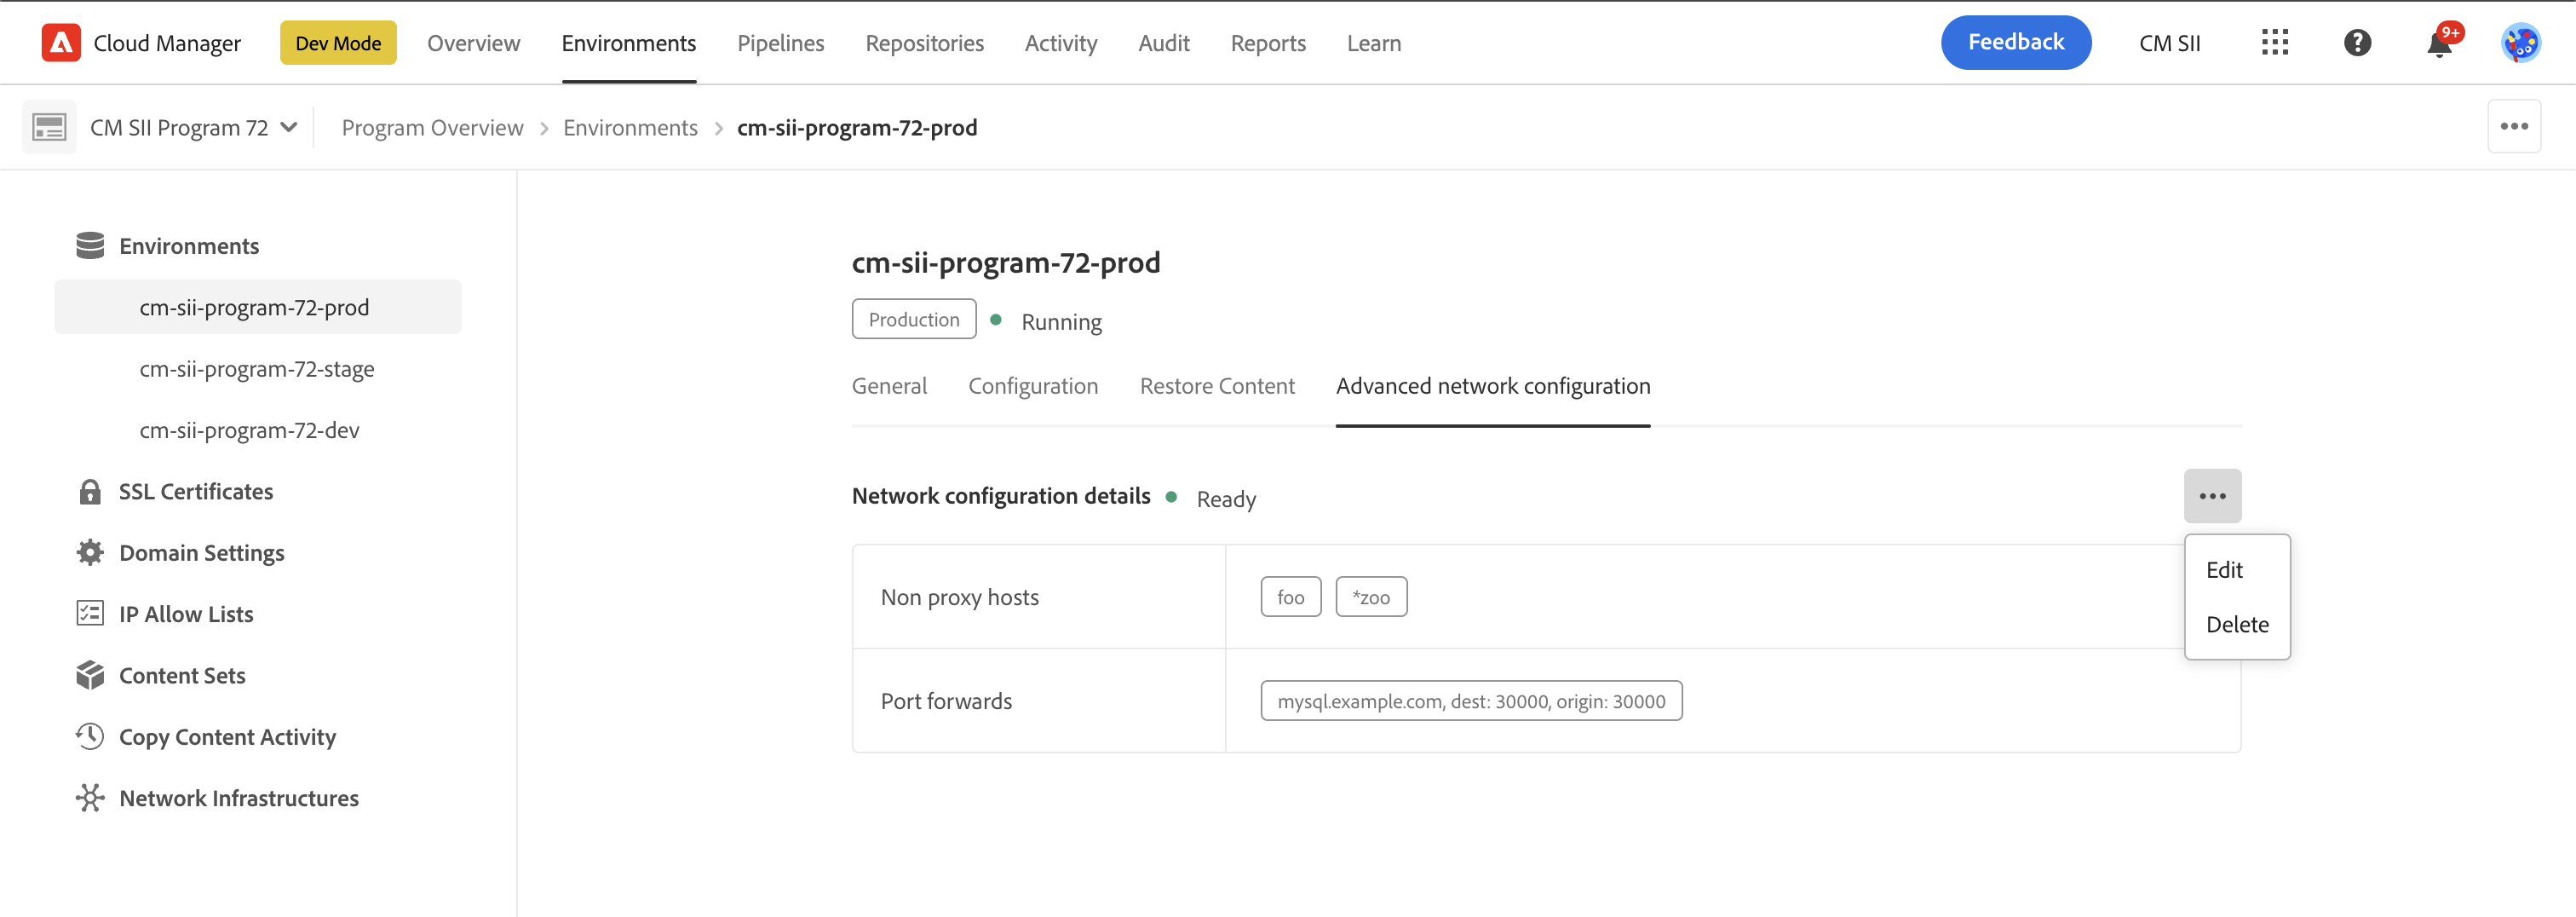 Cloud Manager Dev Mode Overview Environments Pipelines Repositories Activity Audit Reports Learn Feedback CM SII 9+
CM SII Program 72 Program Overview Environments cm-sii-program-72-prod
Environments
cm-sii-program-72-prod
cm-sii-program-72-stage
cm-sii-program-72-dev
SSL Certificates
Domain Settings
IP Allow Lists
Content Sets
Copy Content Activity
Network Infrastructures
cm-sii-program-72-prod
Production Running
General Configuration Restore Content Advanced network configuration
Network configuration details Ready
Edit
Delete
Non proxy hosts foo *zoo
Port forwards mysql.example.com, dest: 30000, origin: 30000